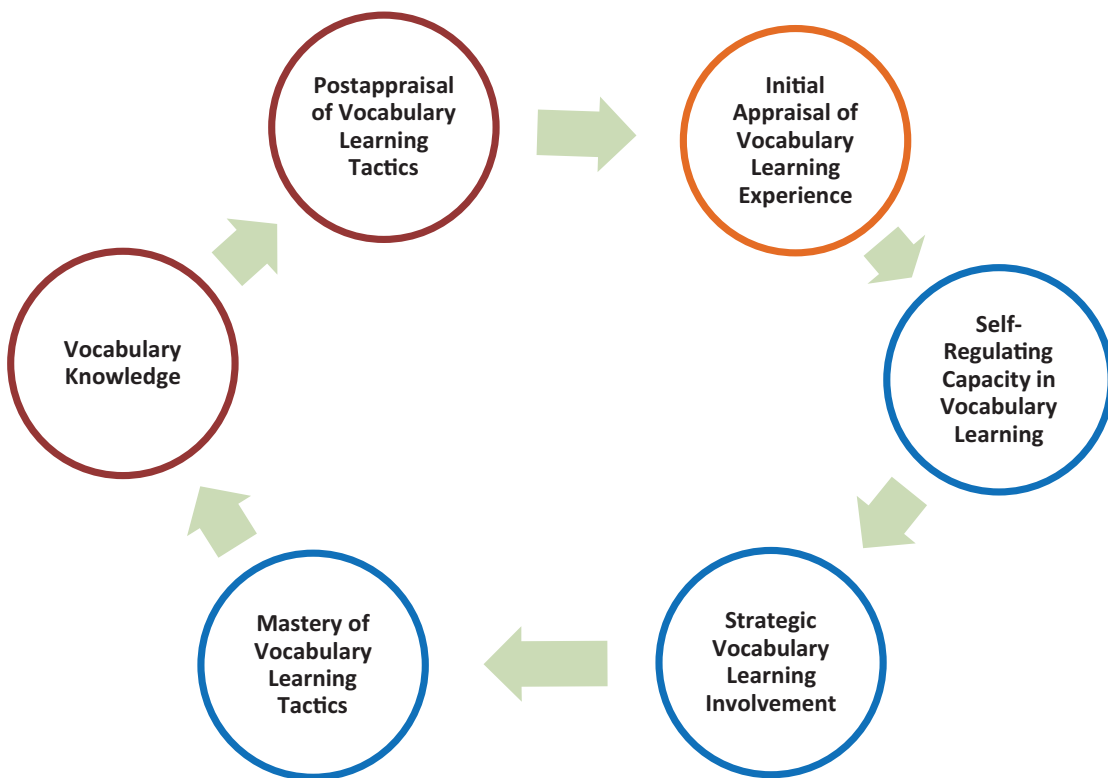 Postappraisal
of Vocabulary
Learning
Tactics
Initial
Appraisal of
Vocabulary
Learning
Experience
Self-
Regulating
Capacity in
Vocabulary
Learning
Strategic
Vocabulary
Learning
Involvement
Mastery of
Vocabulary
Learning
Tactics
Vocabulary
Knowledge